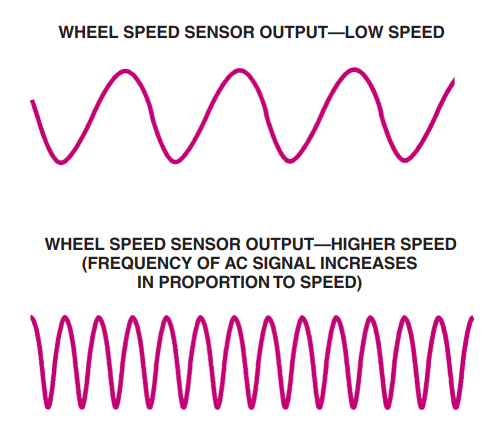 WHEEL SPEED SENSOR OUTPUT—LOW SPEED
WHEEL SPEED SENSOR OUTPUT—HIGHER SPEED
(FREQUENCY OF AC SIGNAL INCREASES
IN PROPORTION TO SPEED)